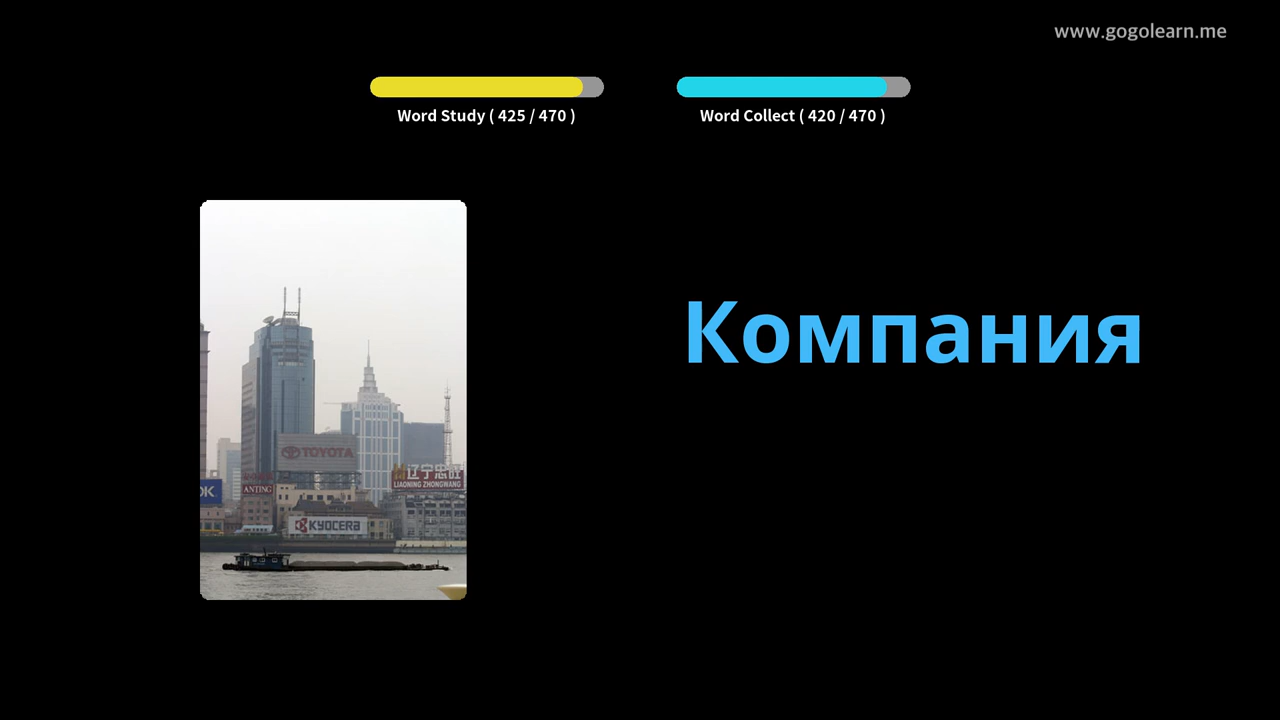 www.gogolearn.me
Word Study ( 425 / 470 )
Word Collect ( 420 / 470 )
Компания
TOYOTA
辽宁忠旺
LIAONING ZHONGWANG
ANTING
KYOCERA